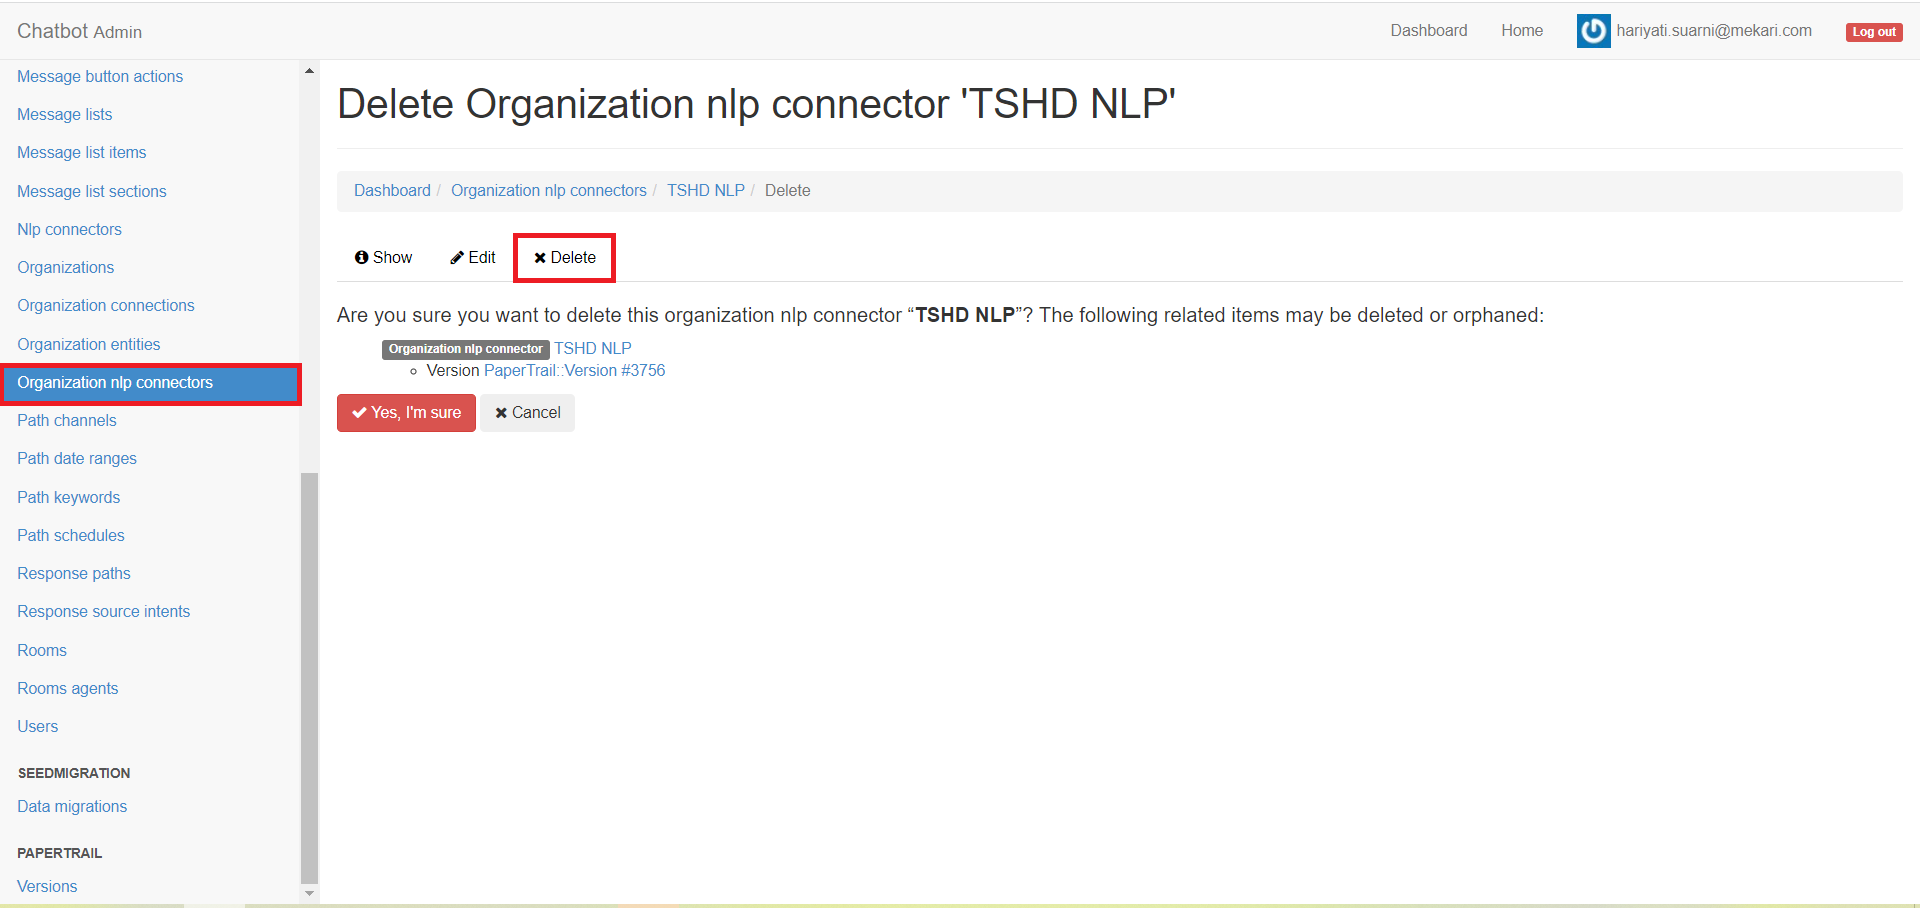 Chatbot Admin
Dashboard
Home
hariyati.suarni@mekari.com
Log out
Message button actions
Message lists
Message list items
Message list sections
Nlp connectors
Organizations
Organization connections
Organization entities
Organization nlp connectors
Path channels
Path date ranges
Path keywords
Path schedules
Response paths
Response source intents
Rooms
Rooms agents
Users
SEEDMIGRATION
Data migrations
PAPERTRAIL
Versions
Delete Organization nlp connector 'TSHD NLP'
Dashboard / Organization nlp connectors / TSHD NLP / Delete
Show Edit Delete
Are you sure you want to delete this organization nlp connector “TSHD NLP”? The following related items may be deleted or orphaned:
Organization nlp connector TSHD NLP
Version PaperTrail::Version #3756
Yes, I'm sure Cancel